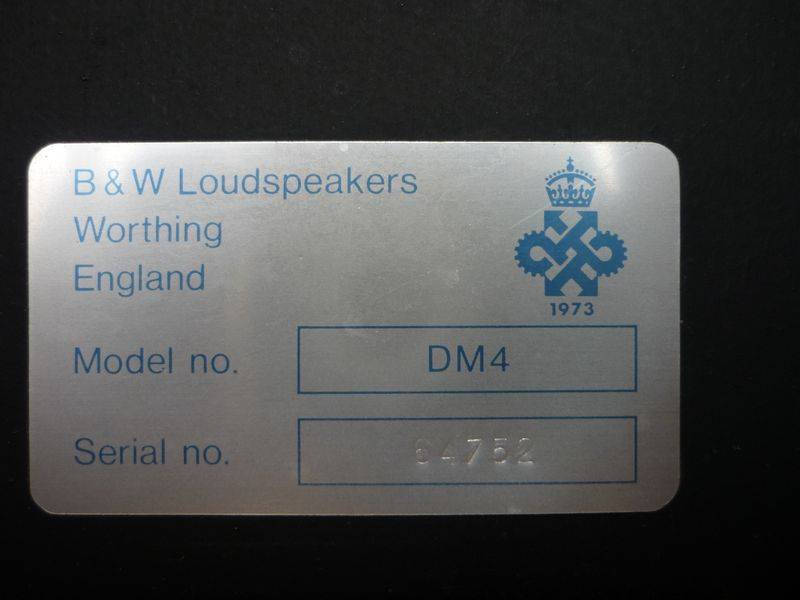 B & W Loudspeakers
Worthing
England
1973
Model no. DM4
Serial no.